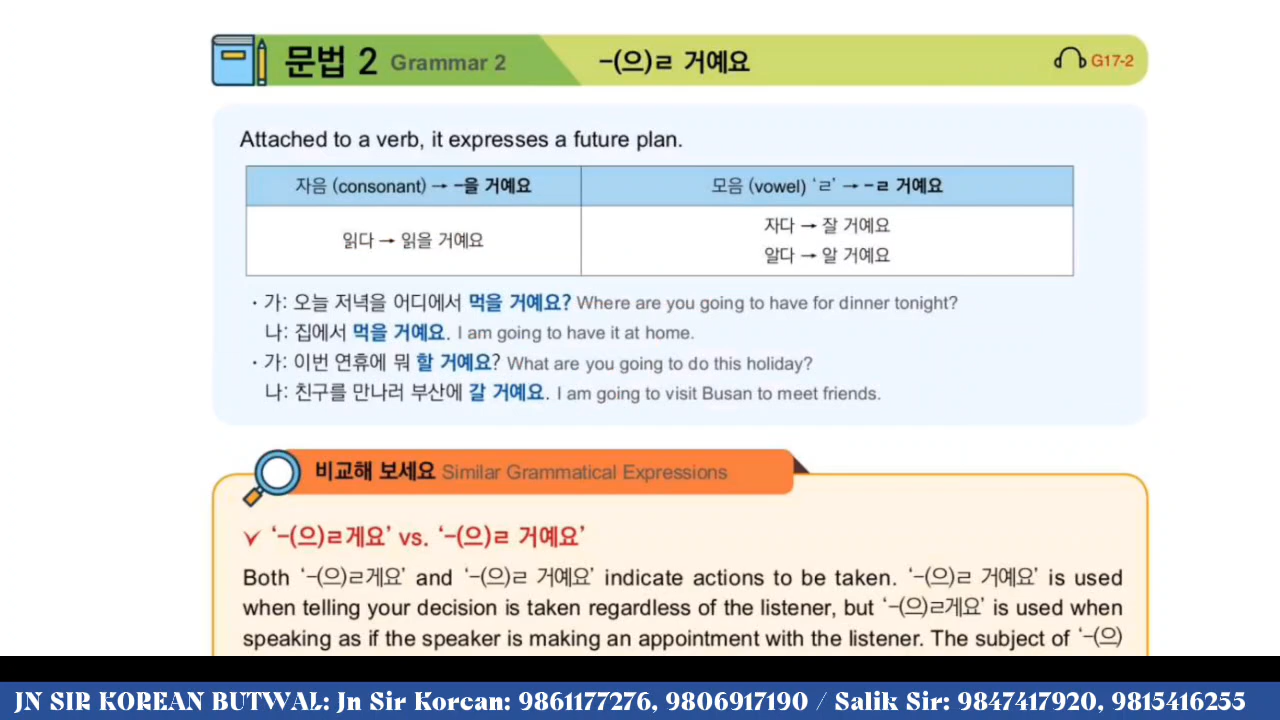 문법 2 Grammar 2 -(으)ㄹ 거예요 G17-2
Attached to a verb, it expresses a future plan.
자음 (consonant) → -을 거예요 모음 (vowel) ‘ㄹ’ → -ㄹ 거예요
읽다 → 읽을 거예요
자다 → 잘 거예요
알다 → 알 거예요
· 가: 오늘 저녁을 어디에서 먹을 거예요? Where are you going to have for dinner tonight?
나: 집에서 먹을 거예요. I am going to have it at home.
· 가: 이번 연휴에 뭐 할 거예요? What are you going to do this holiday?
나: 친구를 만나러 부산에 갈 거예요. I am going to visit Busan to meet friends.
비교해 보세요 Similar Grammatical Expressions
‘-(으)ㄹ게요’ vs. ‘-(으)ㄹ 거예요’
Both ‘-(으)ㄹ게요’ and ‘-(으)ㄹ 거예요’ indicate actions to be taken. ‘-(으)ㄹ 거예요’ is used
when telling your decision is taken regardless of the listener, but ‘-(으)ㄹ게요’ is used when
speaking as if the speaker is making an appointment with the listener. The subject of ‘-(으)
JN SIR KOREAN BUTWAL: Jn Sir Korcan: 9861177276, 9806917190 / Salik Sir: 9847417920, 9815416255